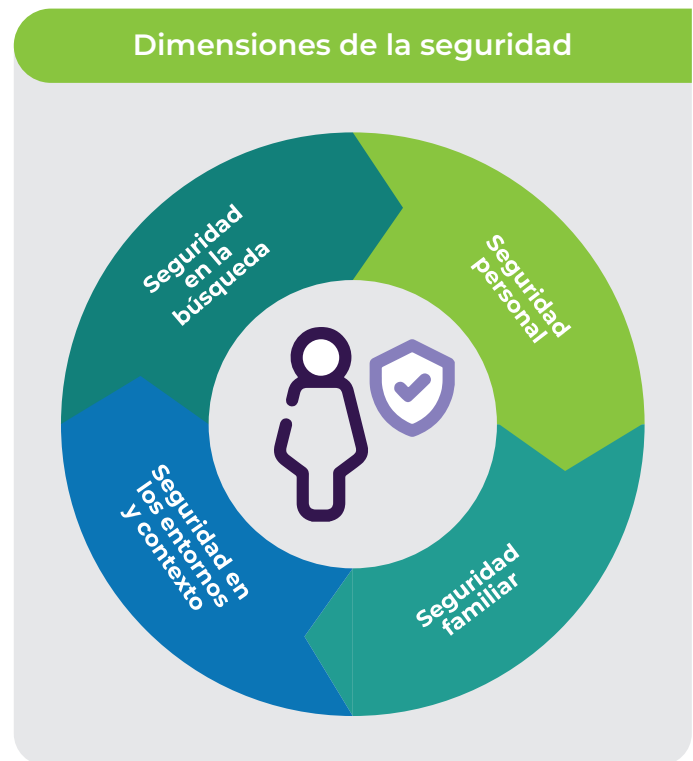 Dimensiones de la seguridad
Seguridad
personal
Seguridad
familiar
Seguridad en
los entornos
y contexto
Seguridad
en la
búsqueda